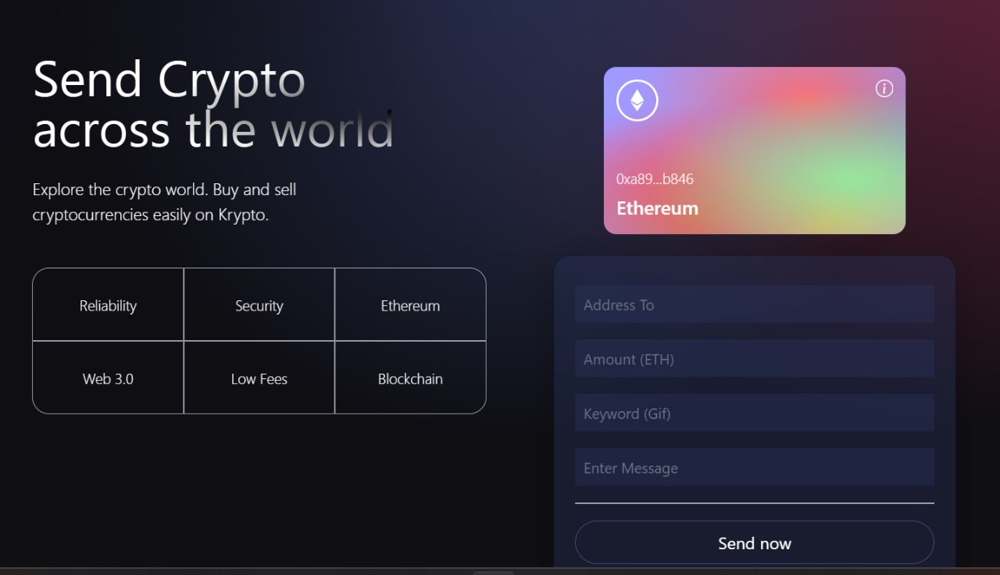 Send Crypto
across the world
Explore the crypto world. Buy and sell
cryptocurrencies easily on Krypto.
Reliability
Security
Ethereum
Web 3.0
Low Fees
Blockchain
0xa89...b846
Ethereum
Address To
Amount (ETH)
Keyword (Gif)
Enter Message
Send now